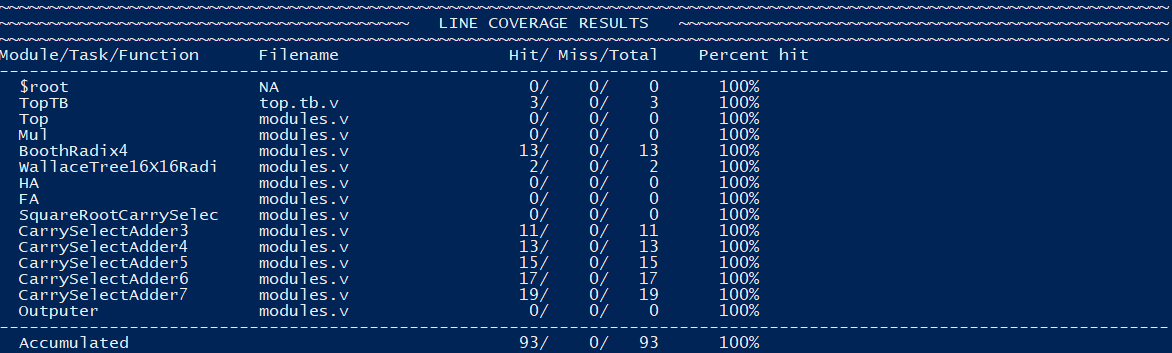 ~~~~~~~~~~~~~~~~~~~~~~~~~~~~~~~~~~~~~~~~~~~~~~~~~~~~~~~~~~~~~~~~~~~~~~~~~~~~~~~~~~~~~~~~~~~~~~~~~~~~~~~~~~~~~~~~~~~~~
~~~~~~~~~~~~~~~~~~~~~~~~~~~~~~~~~~~~~~~~~   LINE COVERAGE RESULTS   ~~~~~~~~~~~~~~~~~~~~~~~~~~~~~~~~~~~~~~~~~~~~~~~~~
~~~~~~~~~~~~~~~~~~~~~~~~~~~~~~~~~~~~~~~~~~~~~~~~~~~~~~~~~~~~~~~~~~~~~~~~~~~~~~~~~~~~~~~~~~~~~~~~~~~~~~~~~~~~~~~~~~~~~
Module/Task/Function      Filename                 Hit/ Miss/Total    Percent hit
---------------------------------------------------------------------------------------------------------------------
  $root                   NA                         0/    0/    0      100%
  TopTB                   top.tb.v                   3/    0/    3      100%
  Top                     modules.v                  0/    0/    0      100%
  Mul                     modules.v                  0/    0/    0      100%
  BoothRadix4             modules.v                 13/    0/   13      100%
  WallaceTree16X16Radi    modules.v                  2/    0/    2      100%
  HA                      modules.v                  0/    0/    0      100%
  FA                      modules.v                  0/    0/    0      100%
  SquareRootCarrySelec    modules.v                  0/    0/    0      100%
  CarrySelectAdder3       modules.v                 11/    0/   11      100%
  CarrySelectAdder4       modules.v                 13/    0/   13      100%
  CarrySelectAdder5       modules.v                 15/    0/   15      100%
  CarrySelectAdder6       modules.v                 17/    0/   17      100%
  CarrySelectAdder7       modules.v                 19/    0/   19      100%
  Outputer                modules.v                  0/    0/    0      100%
---------------------------------------------------------------------------------------------------------------------
  Accumulated                                       93/    0/   93      100%